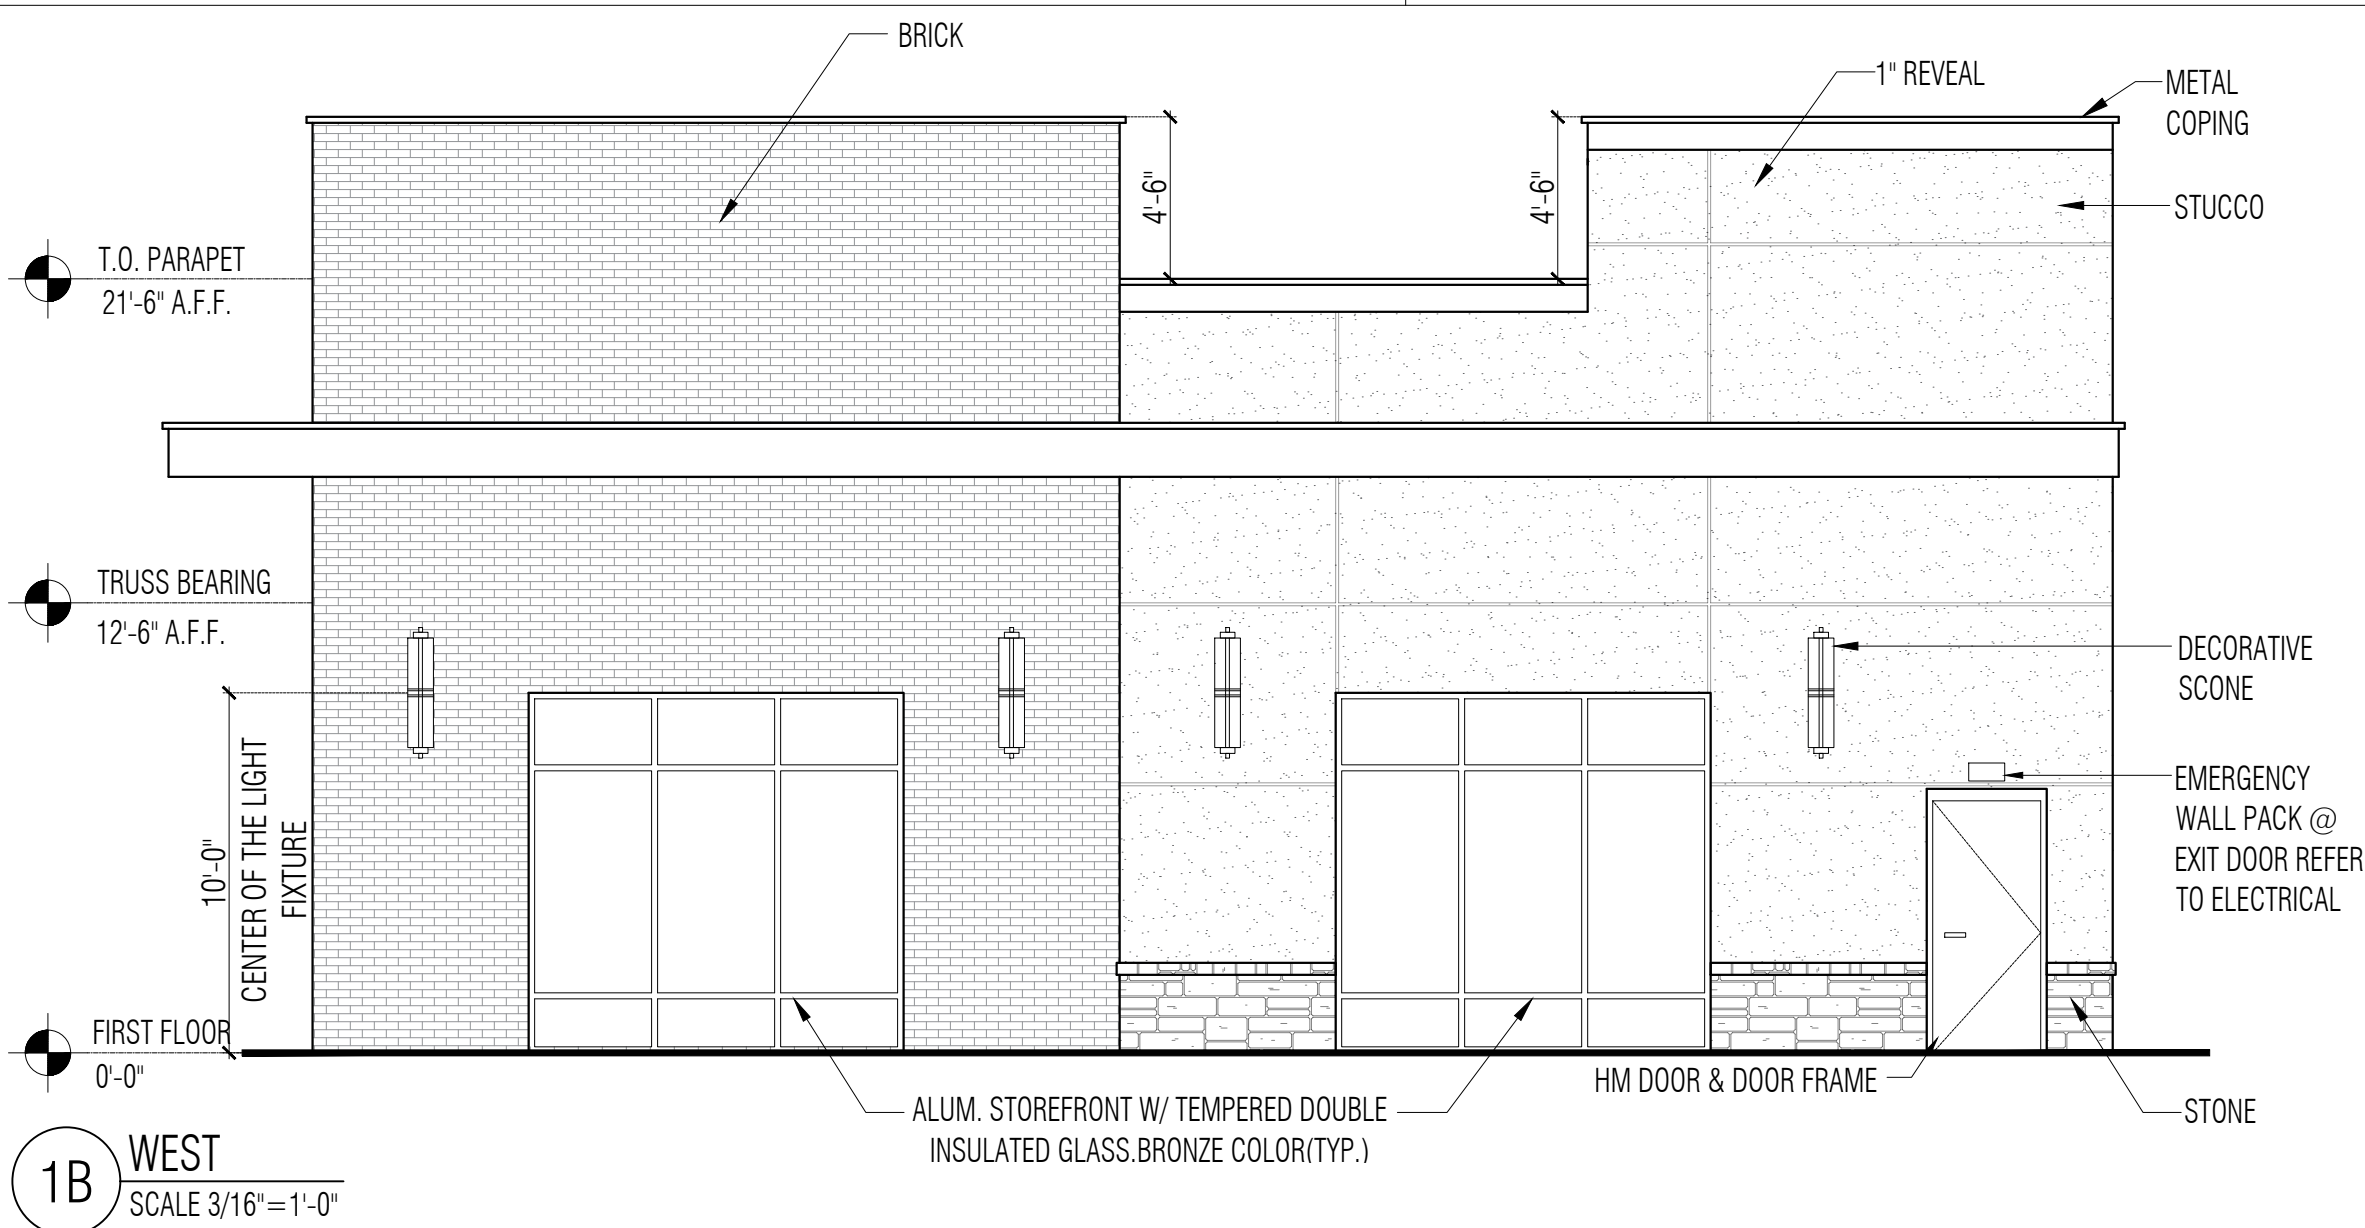 BRICK
1" REVEAL
METAL
COPING
4'-6"
4'-6"
STUCCO
T.O. PARAPET
21'-6" A.F.F.
TRUSS BEARING
12'-6" A.F.F.
DECORATIVE
SCONE
10'-0"
CENTER OF THE LIGHT
FIXTURE
EMERGENCY
WALL PACK @
EXIT DOOR REFER
TO ELECTRICAL
FIRST FLOOR
0'-0"
HM DOOR & DOOR FRAME
ALUM. STOREFRONT W/ TEMPERED DOUBLE
INSULATED GLASS.BRONZE COLOR(TYP.)
STONE
1B
WEST
SCALE 3/16"=1'-0"